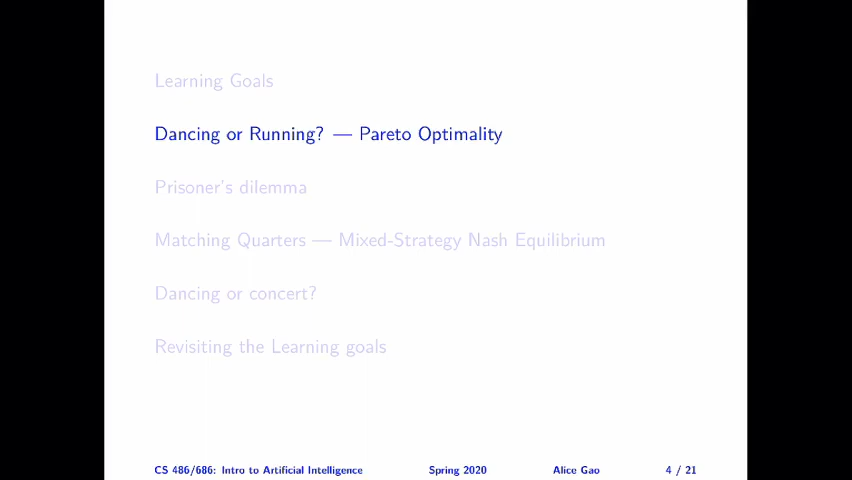 Learning Goals
Dancing or Running? — Pareto Optimality
Prisoner's dilemma
Matching Quarters — Mixed-Strategy Nash Equilibrium
Dancing or concert?
Revisiting the Learning goals
CS 486/686: Intro to Artificial Intelligence Spring 2020 Alice Gao 4 / 21